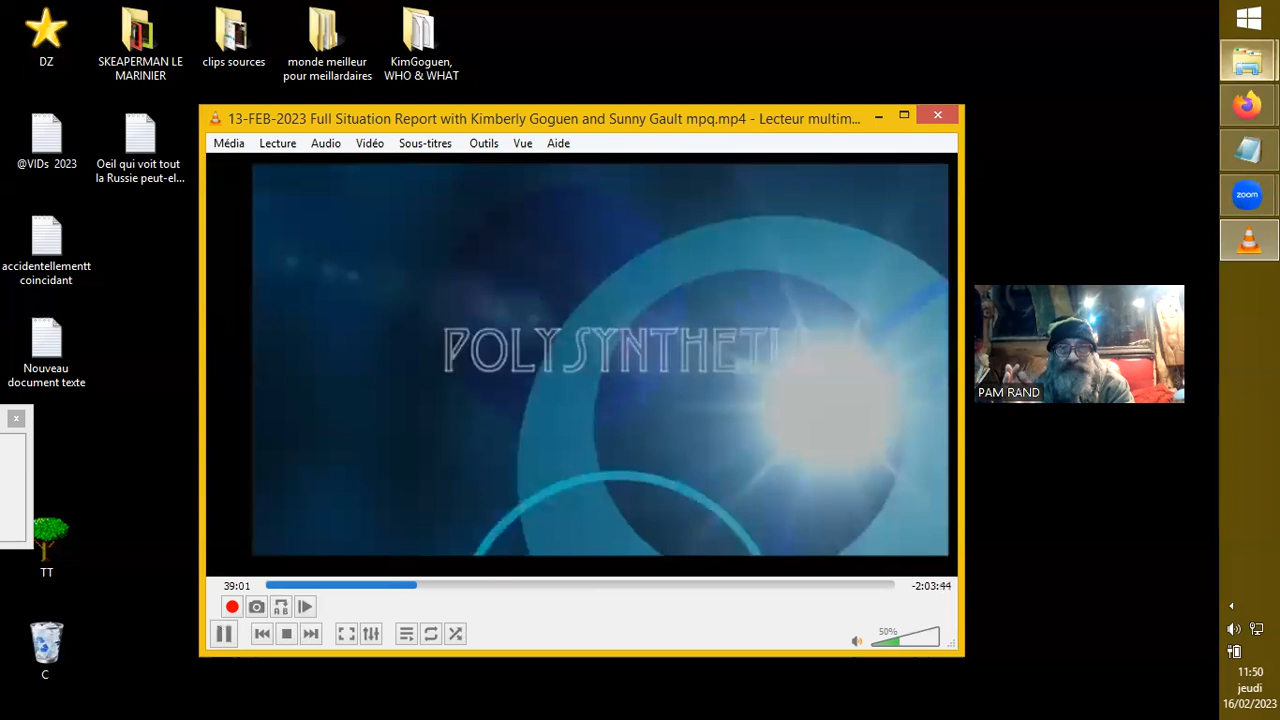 DZ
SKEAPERMAN LE
MARINIER
clips sources
monde meilleur
pour meillardaires
KimGoguen,
WHO & WHAT
@VIDs 2023
Oeil qui voit tout
la Russie peut-el...
accidentellementt
coincidant
Nouveau
document texte
x
TT
C
13-FEB-2023 Full Situation Report with Kimberly Goguen and Sunny Gault mpq.mp4 - Lecteur multim...
Média Lecture Audio Vidéo Sous-titres Outils Vue Aide
POLY SYNTHETI
39:01
-2:03:44
A B
50%
PAM RAND
zoom
11:50
jeudi
16/02/2023